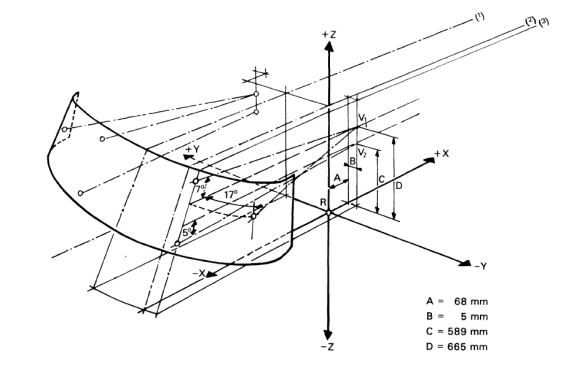 (1)
(2)
(3)
+Z
V₁
+Y
V₂
+X
B
A
C
D
7°
17°
R
5°
−X
−Y
−Z
A = 68 mm
B = 5 mm
C = 589 mm
D = 665 mm